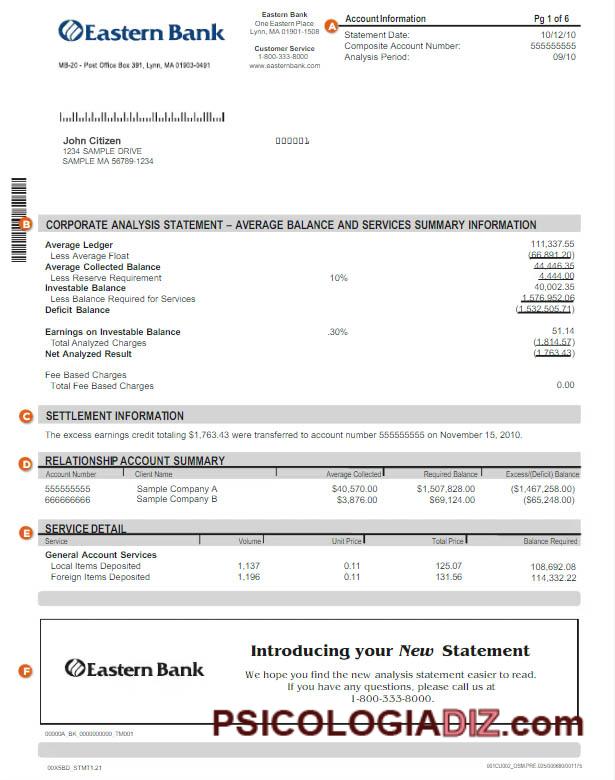 Eastern Bank
MB-20 - Post Office Box 391, Lynn, MA 01903-0491
Eastern Bank
One Eastern Place
Lynn, MA 01901-1508
Customer Service
1-800-333-8000
www.easternbank.com
A
Account Information Pg 1 of 6
Statement Date: 10/12/10
Composite Account Number: 555555555
Analysis Period: 09/10
John Citizen 000001
1234 SAMPLE DRIVE
SAMPLE MA 56789-1234
B CORPORATE ANALYSIS STATEMENT – AVERAGE BALANCE AND SERVICES SUMMARY INFORMATION
Average Ledger 111,337.55
Less Average Float (66,891.20)
Average Collected Balance 44,446.35
Less Reserve Requirement 10% 4,444.00
Investable Balance 40,002.35
Less Balance Required for Services 1,576,952.06
Deficit Balance (1,532,505.71)
Earnings on Investable Balance .30% 51.14
Total Analyzed Charges (1,814.57)
Net Analyzed Result (1,763.43)
Fee Based Charges
Total Fee Based Charges 0.00
C SETTLEMENT INFORMATION
The excess earnings credit totaling $1,763.43 were transferred to account number 555555555 on November 15, 2010.
D RELATIONSHIP ACCOUNT SUMMARY
Account Number Client Name Average Collected Required Balance Excess/(Deficit) Balance
555555555 Sample Company A $40,570.00 $1,507,828.00 ($1,467,258.00)
666666666 Sample Company B $3,876.00 $69,124.00 ($65,248.00)
E SERVICE DETAIL
Service Volume Unit Price Total Price Balance Required
General Account Services
Local Items Deposited 1,137 0.11 125.07 108,692.08
Foreign Items Deposited 1,196 0.11 131.56 114,332.22
F
Eastern Bank
Introducing your New Statement
We hope you find the new analysis statement easier to read.
If you have any questions, please call us at
1-800-333-8000.
PSICOLOGIADIZ.com
00000A_BK_0000000000_TM001
00X5BD_STMT1.21